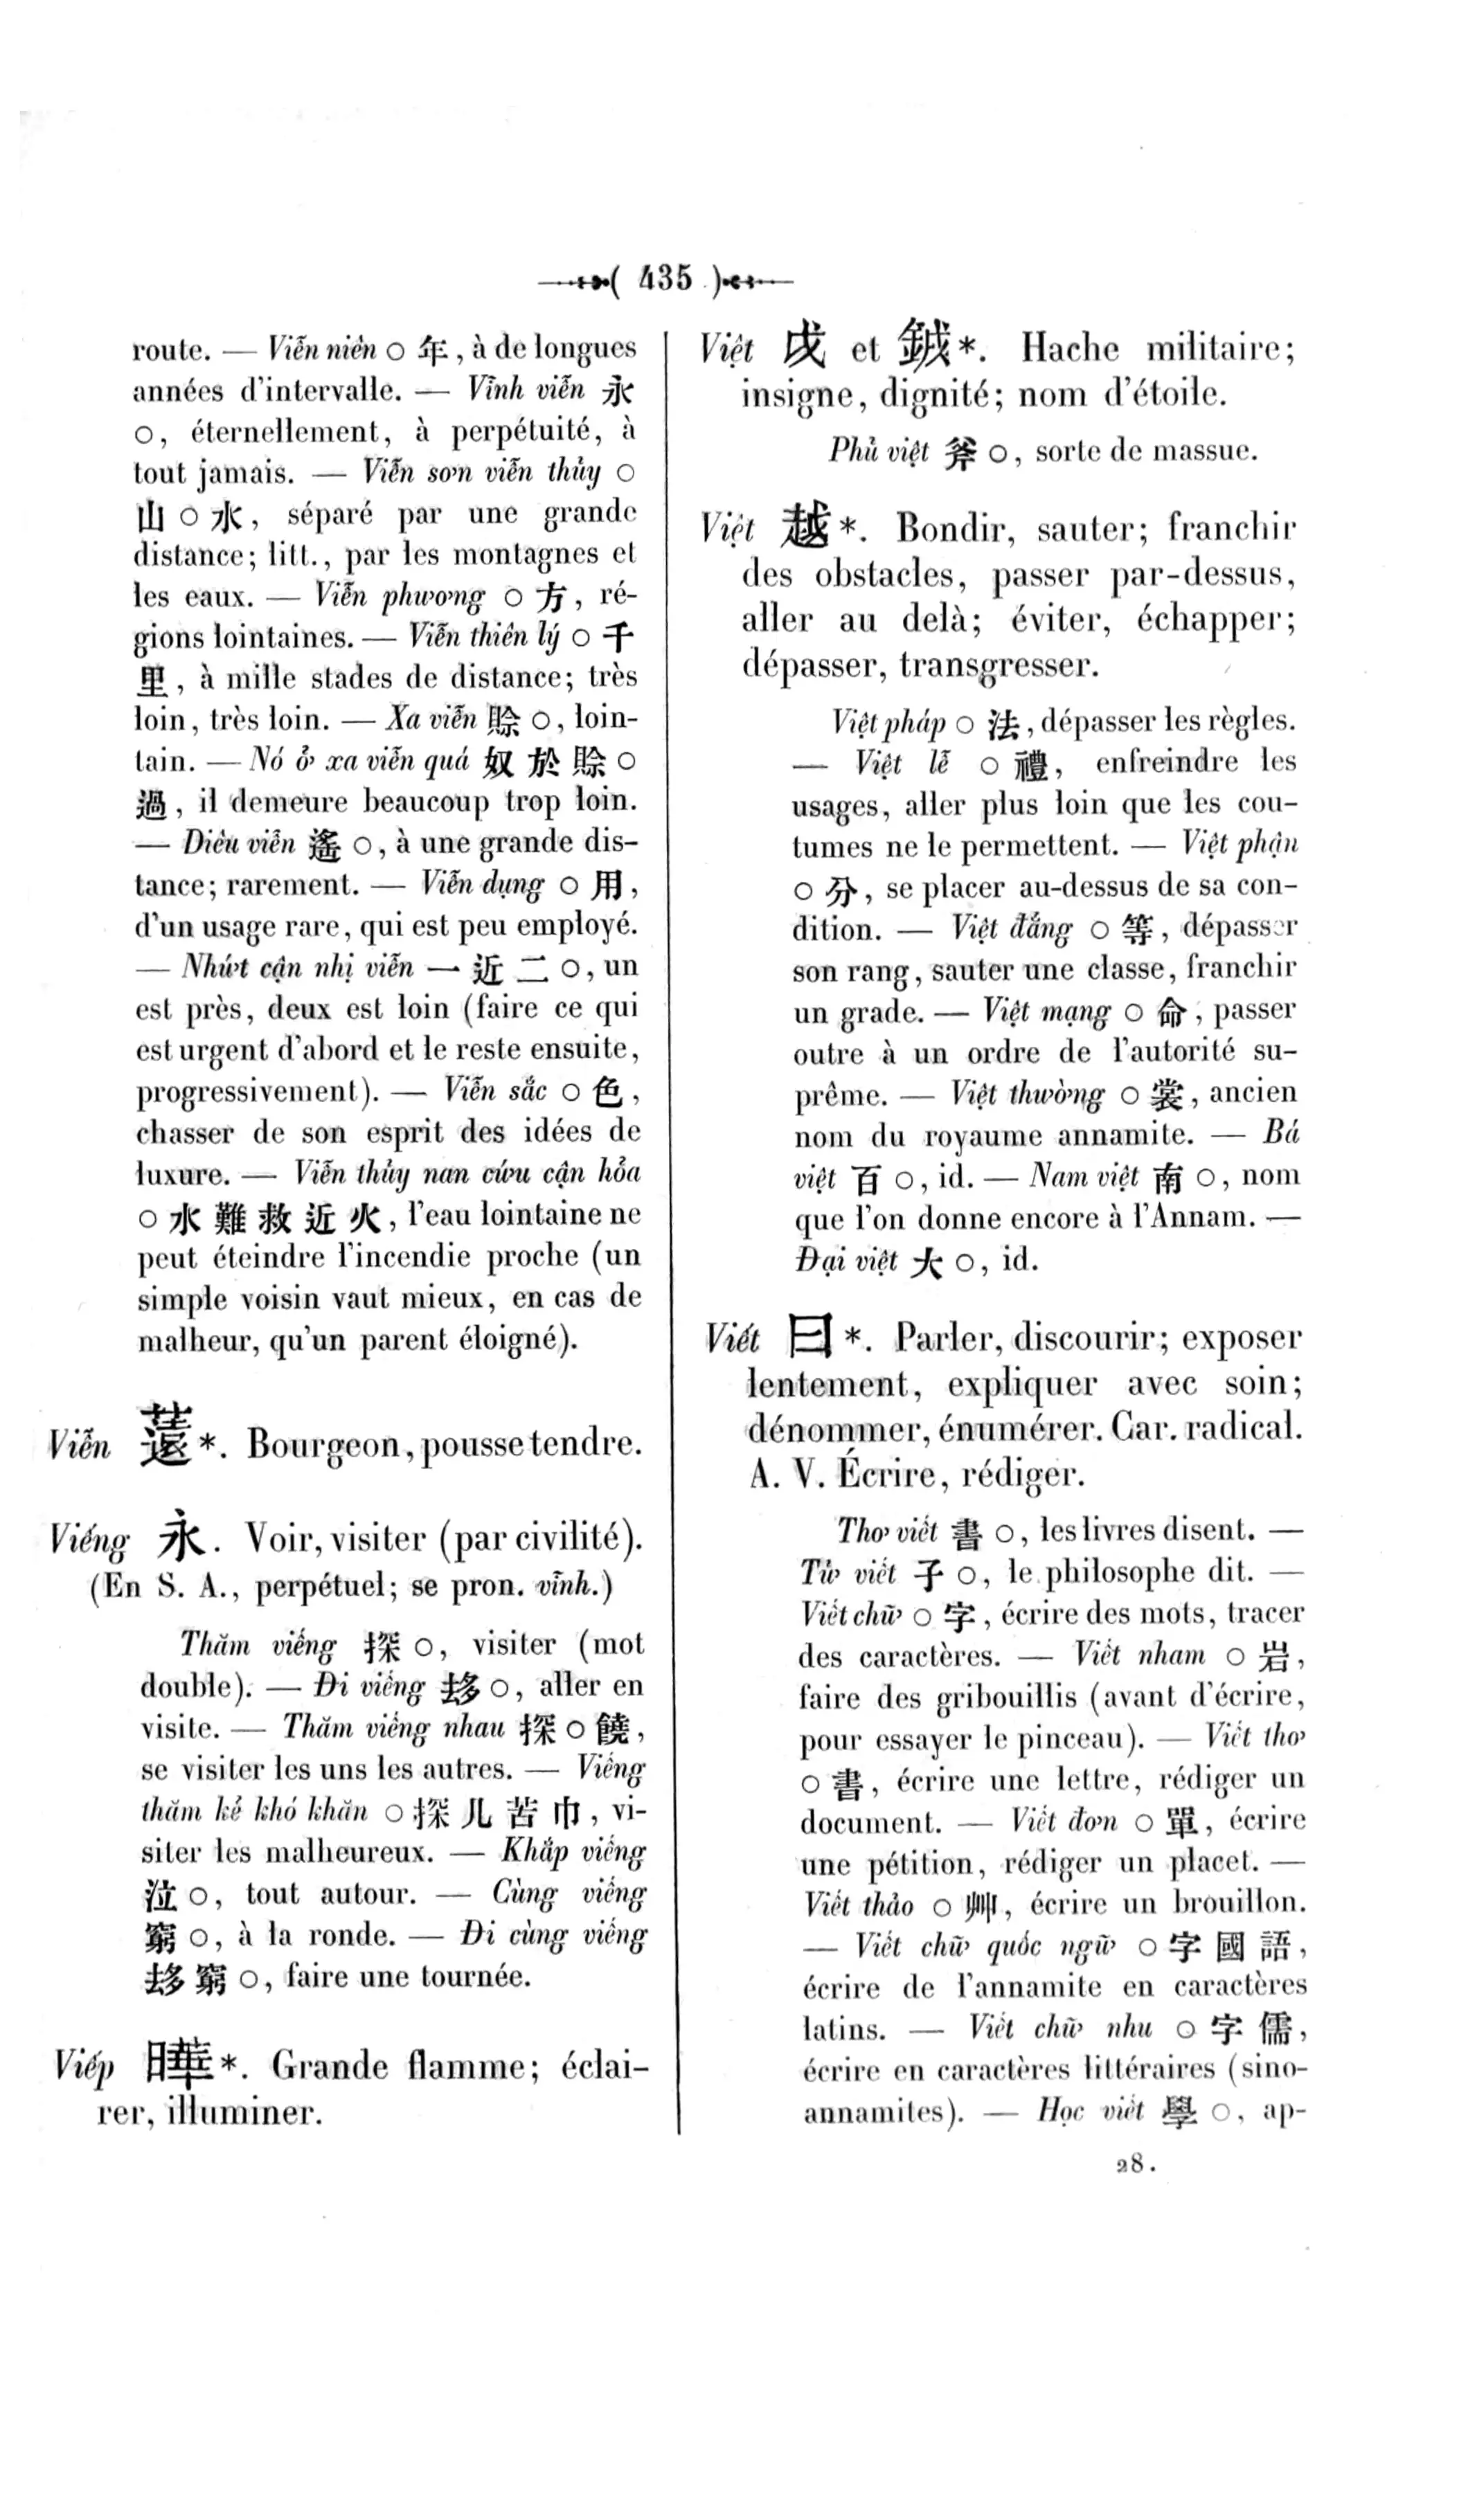 ( 435 )
route. — Viễn niên ○ 年, à de longues
années d'intervalle. — Vĩnh viễn 永
○, éternellement, à perpétuité, à
tout jamais. — Viễn sơn viễn thủy ○
山 ○ 水, séparé par une grande
distance; litt., par les montagnes et
les eaux. — Viễn phương ○ 方, ré-
gions lointaines. — Viễn thiên lý ○ 千
里, à mille stades de distance; très
loin, très loin. — Xa viễn 賒 ○, loin-
tain. — Nó ở xa viễn quá 奴 於 賒 ○
過, il demeure beaucoup trop loin.
— Diêu viễn 遙 ○, à une grande dis-
tance; rarement. — Viễn dụng ○ 用,
d'un usage rare, qui est peu employé.
— Nhứt cận nhị viễn 一 近 二 ○, un
est près, deux est loin (faire ce qui
est urgent d'abord et le reste ensuite,
progressivement). — Viễn sắc ○ 色,
chasser de son esprit des idées de
luxure. — Viễn thủy nan cứu cận hỏa
○ 水 難 救 近 火, l'eau lointaine ne
peut éteindre l'incendie proche (un
simple voisin vaut mieux, en cas de
malheur, qu'un parent éloigné).
Viễn 薳*. Bourgeon, pousse tendre.
Viếng 永. Voir, visiter (par civilité).
(En S. A., perpétuel; se pron. vĩnh.)
Thăm viếng 探 ○, visiter (mot
double). — Đi viếng 𠫾 ○, aller en
visite. — Thăm viếng nhau 探 ○ 饒,
se visiter les uns les autres. — Viếng
thăm kẻ khó khăn ○ 探 儿 苦 巾, vi-
siter les malheureux. — Khắp viếng
泣 ○, tout autour. — Cùng viếng
窮 ○, à la ronde. — Đi cùng viếng
𠫾 窮 ○, faire une tournée.
Viếp 曄*. Grande flamme; éclai-
rer, illuminer.
Việt 戉 et 鉞*. Hache militaire;
insigne, dignité; nom d'étoile.
Phủ việt 斧 ○, sorte de massue.
Việt 越*. Bondir, sauter; franchir
des obstacles, passer par-dessus,
aller au delà; éviter, échapper;
dépasser, transgresser.
Việt pháp ○ 法, dépasser les règles.
— Việt lễ ○ 禮, enfreindre les
usages, aller plus loin que les cou-
tumes ne le permettent. — Việt phận
○ 分, se placer au-dessus de sa con-
dition. — Việt đẳng ○ 等, dépasser
son rang, sauter une classe, franchir
un grade. — Việt mạng ○ 命, passer
outre à un ordre de l'autorité su-
prême. — Việt thường ○ 裳, ancien
nom du royaume annamite. — Bá
việt 百 ○, id. — Nam việt 南 ○, nom
que l'on donne encore à l'Annam. —
Đại việt 大 ○, id.
Viết 曰*. Parler, discourir; exposer
lentement, expliquer avec soin;
dénommer, énumérer. Car. radical.
A. V. Écrire, rédiger.
Thơ viết 書 ○, les livres disent. —
Tử viết 子 ○, le philosophe dit. —
Viết chữ ○ 字, écrire des mots, tracer
des caractères. — Viết nham ○ 岩,
faire des gribouillis (avant d'écrire,
pour essayer le pinceau). — Viết thơ
○ 書, écrire une lettre, rédiger un
document. — Viết đơn ○ 單, écrire
une pétition, rédiger un placet. —
Viết thảo ○ 艸, écrire un brouillon.
— Viết chữ quốc ngữ ○ 字 國 語,
écrire de l'annamite en caractères
latins. — Viết chữ nhu ○ 字 儒,
écrire en caractères littéraires (sino-
annamites). — Học viết 學 ○, ap-
28.